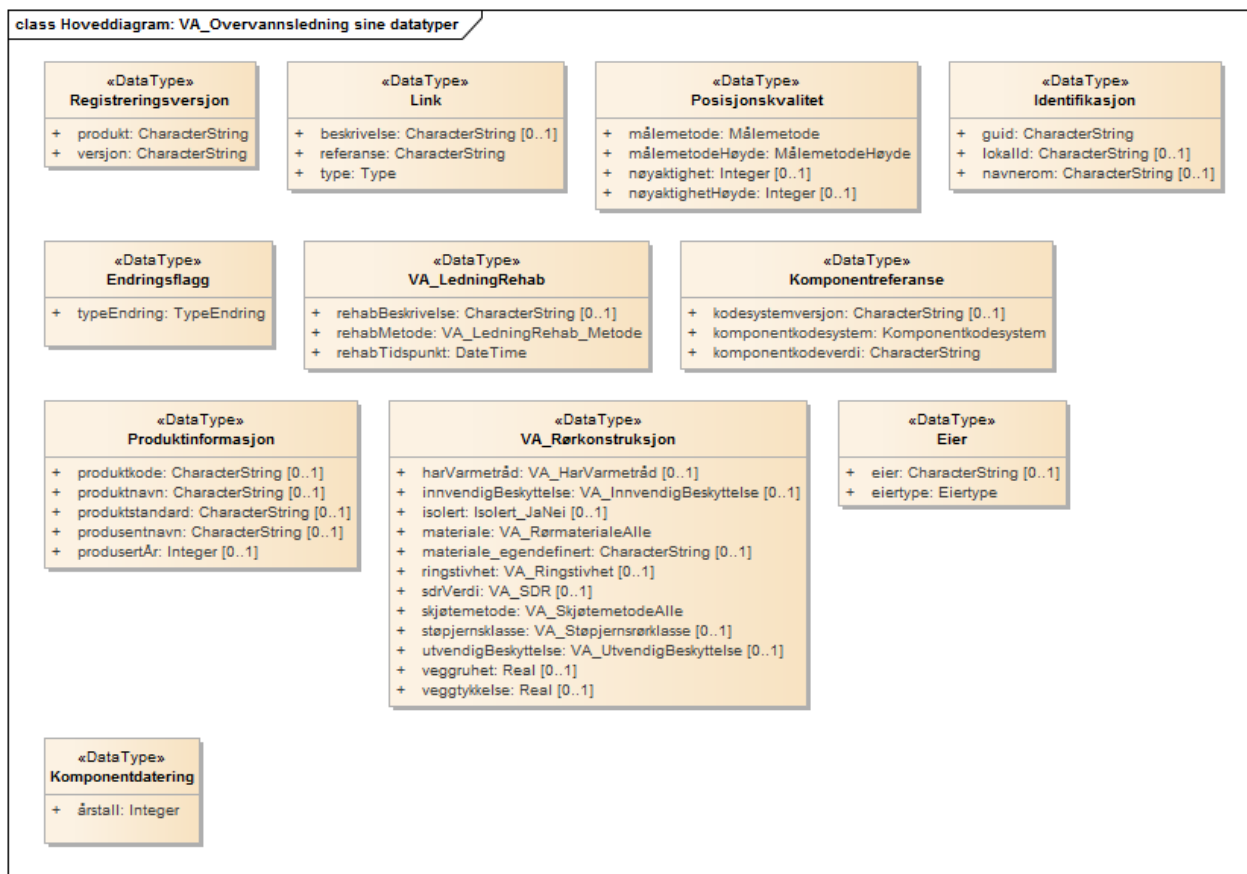 class Hoveddiagram: VA_Overvannsledning sine datatyper
«DataType»
Registreringsversjon
+ produkt: CharacterString
+ versjon: CharacterString
«DataType»
Link
+ beskrivelse: CharacterString [0..1]
+ referanse: CharacterString
+ type: Type
«DataType»
Posisjonskvalitet
+ målemetode: Målemetode
+ målemetodeHøyde: MålemetodeHøyde
+ nøyaktighet: Integer [0..1]
+ nøyaktighetHøyde: Integer [0..1]
«DataType»
Identifikasjon
+ guid: CharacterString
+ lokalId: CharacterString [0..1]
+ navnerom: CharacterString [0..1]
«DataType»
Endringsflagg
+ typeEndring: TypeEndring
«DataType»
VA_LedningRehab
+ rehabBeskrivelse: CharacterString [0..1]
+ rehabMetode: VA_LedningRehab_Metode
+ rehabTidspunkt: DateTime
«DataType»
Komponentreferanse
+ kodesystemversjon: CharacterString [0..1]
+ komponentkodesystem: Komponentkodesystem
+ komponentkodeverdi: CharacterString
«DataType»
Produktinformasjon
+ produktkode: CharacterString [0..1]
+ produktnavn: CharacterString [0..1]
+ produktstandard: CharacterString [0..1]
+ produsentnavn: CharacterString [0..1]
+ produsertÅr: Integer [0..1]
«DataType»
VA_Rørkonstruksjon
+ harVarmetråd: VA_HarVarmetråd [0..1]
+ innvendigBeskyttelse: VA_InnvendigBeskyttelse [0..1]
+ isolert: Isolert_JaNei [0..1]
+ materiale: VA_RørmaterialeAlle
+ materiale_egendefinert: CharacterString [0..1]
+ ringstivhet: VA_Ringstivhet [0..1]
+ sdrVerdi: VA_SDR [0..1]
+ skjøtemetode: VA_SkjøtemetodeAlle
+ støpjernsklasse: VA_Støpjernsrørklasse [0..1]
+ utvendigBeskyttelse: VA_UtvendigBeskyttelse [0..1]
+ veggruhet: Real [0..1]
+ veggtykkelse: Real [0..1]
«DataType»
Eier
+ eier: CharacterString [0..1]
+ eiertype: Eiertype
«DataType»
Komponentdatering
+ årstall: Integer